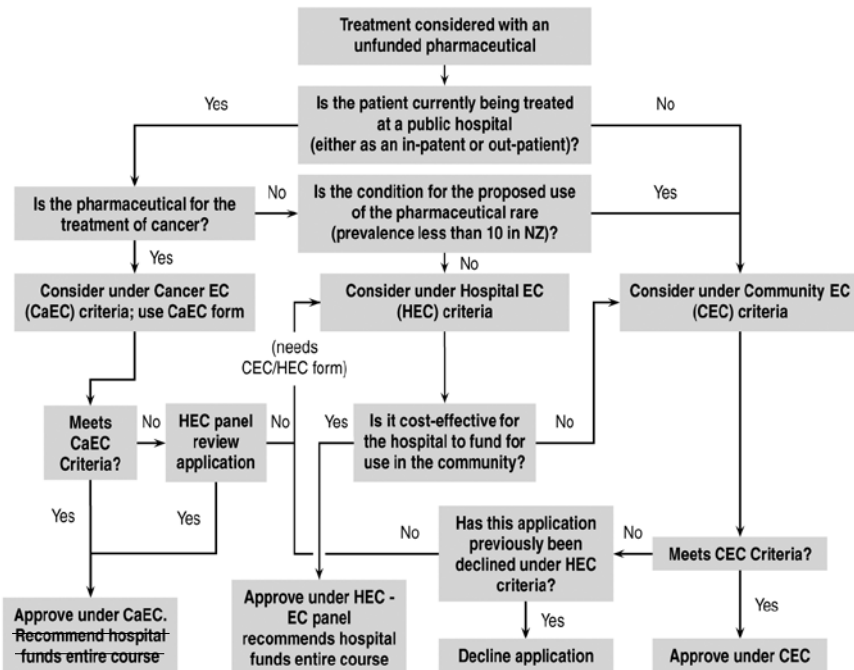 Treatment considered with an
unfunded pharmaceutical
Yes
Is the patient currently being treated
at a public hospital
(either as an in-patent or out-patient)?
No
Is the pharmaceutical for the
treatment of cancer?
No
Is the condition for the proposed use
of the pharmaceutical rare
(prevalence less than 10 in NZ)?
Yes
Yes
No
Consider under Cancer EC
(CaEC) criteria; use CaEC form
Consider under Hospital EC
(HEC) criteria
Consider under Community EC
(CEC) criteria
(needs
CEC/HEC form)
Meets
CaEC
Criteria?
No
HEC panel
review
application
No
Yes
Is it cost-effective for
the hospital to fund for
use in the community?
No
Yes
Yes
No
Has this application
previously been
declined under HEC
criteria?
No
Meets CEC Criteria?
Approve under CaEC.
Recommend hospital
funds entire course
Approve under HEC -
EC panel
recommends hospital
funds entire course
Yes
Decline application
Yes
Approve under CEC